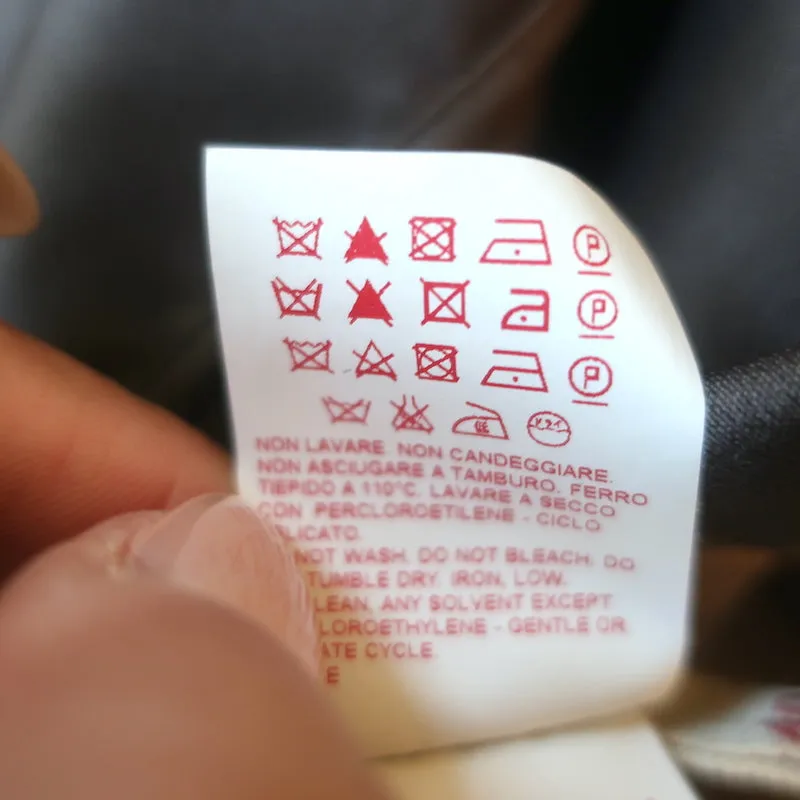 P
P
P
NON LAVARE. NON CANDEGGIARE.
NON ASCIUGARE A TAMBURO. FERRO
TIEPIDO A 110°C. LAVARE A SECCO
CON PERCLOROETILENE - CICLO
LICATO.
NOT WASH. DO NOT BLEACH. DO
TUMBLE DRY. IRON, LOW.
LEAN, ANY SOLVENT EXCEPT
LOROETHYLENE - GENTLE OR
ATE CYCLE.
E